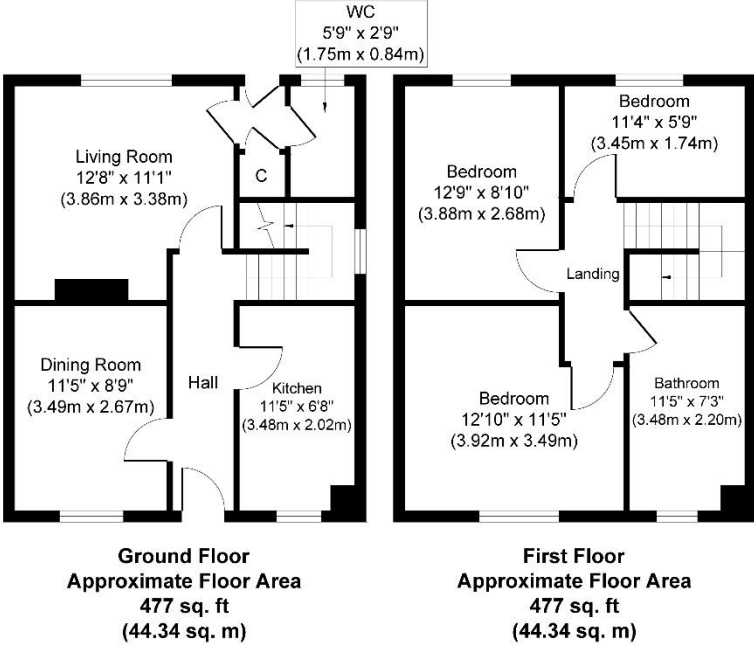 WC
5'9" x 2'9"
(1.75m x 0.84m)
Living Room
12'8" x 11'1"
(3.86m x 3.38m)
C
Dining Room
11'5" x 8'9"
(3.49m x 2.67m)
Hall
Kitchen
11'5" x 6'8"
(3.48m x 2.02m)
Ground Floor
Approximate Floor Area
477 sq. ft
(44.34 sq. m)
Bedroom
12'9" x 8'10"
(3.88m x 2.68m)
Bedroom
11'4" x 5'9"
(3.45m x 1.74m)
Landing
Bedroom
12'10" x 11'5"
(3.92m x 3.49m)
Bathroom
11'5" x 7'3"
(3.48m x 2.20m)
First Floor
Approximate Floor Area
477 sq. ft
(44.34 sq. m)